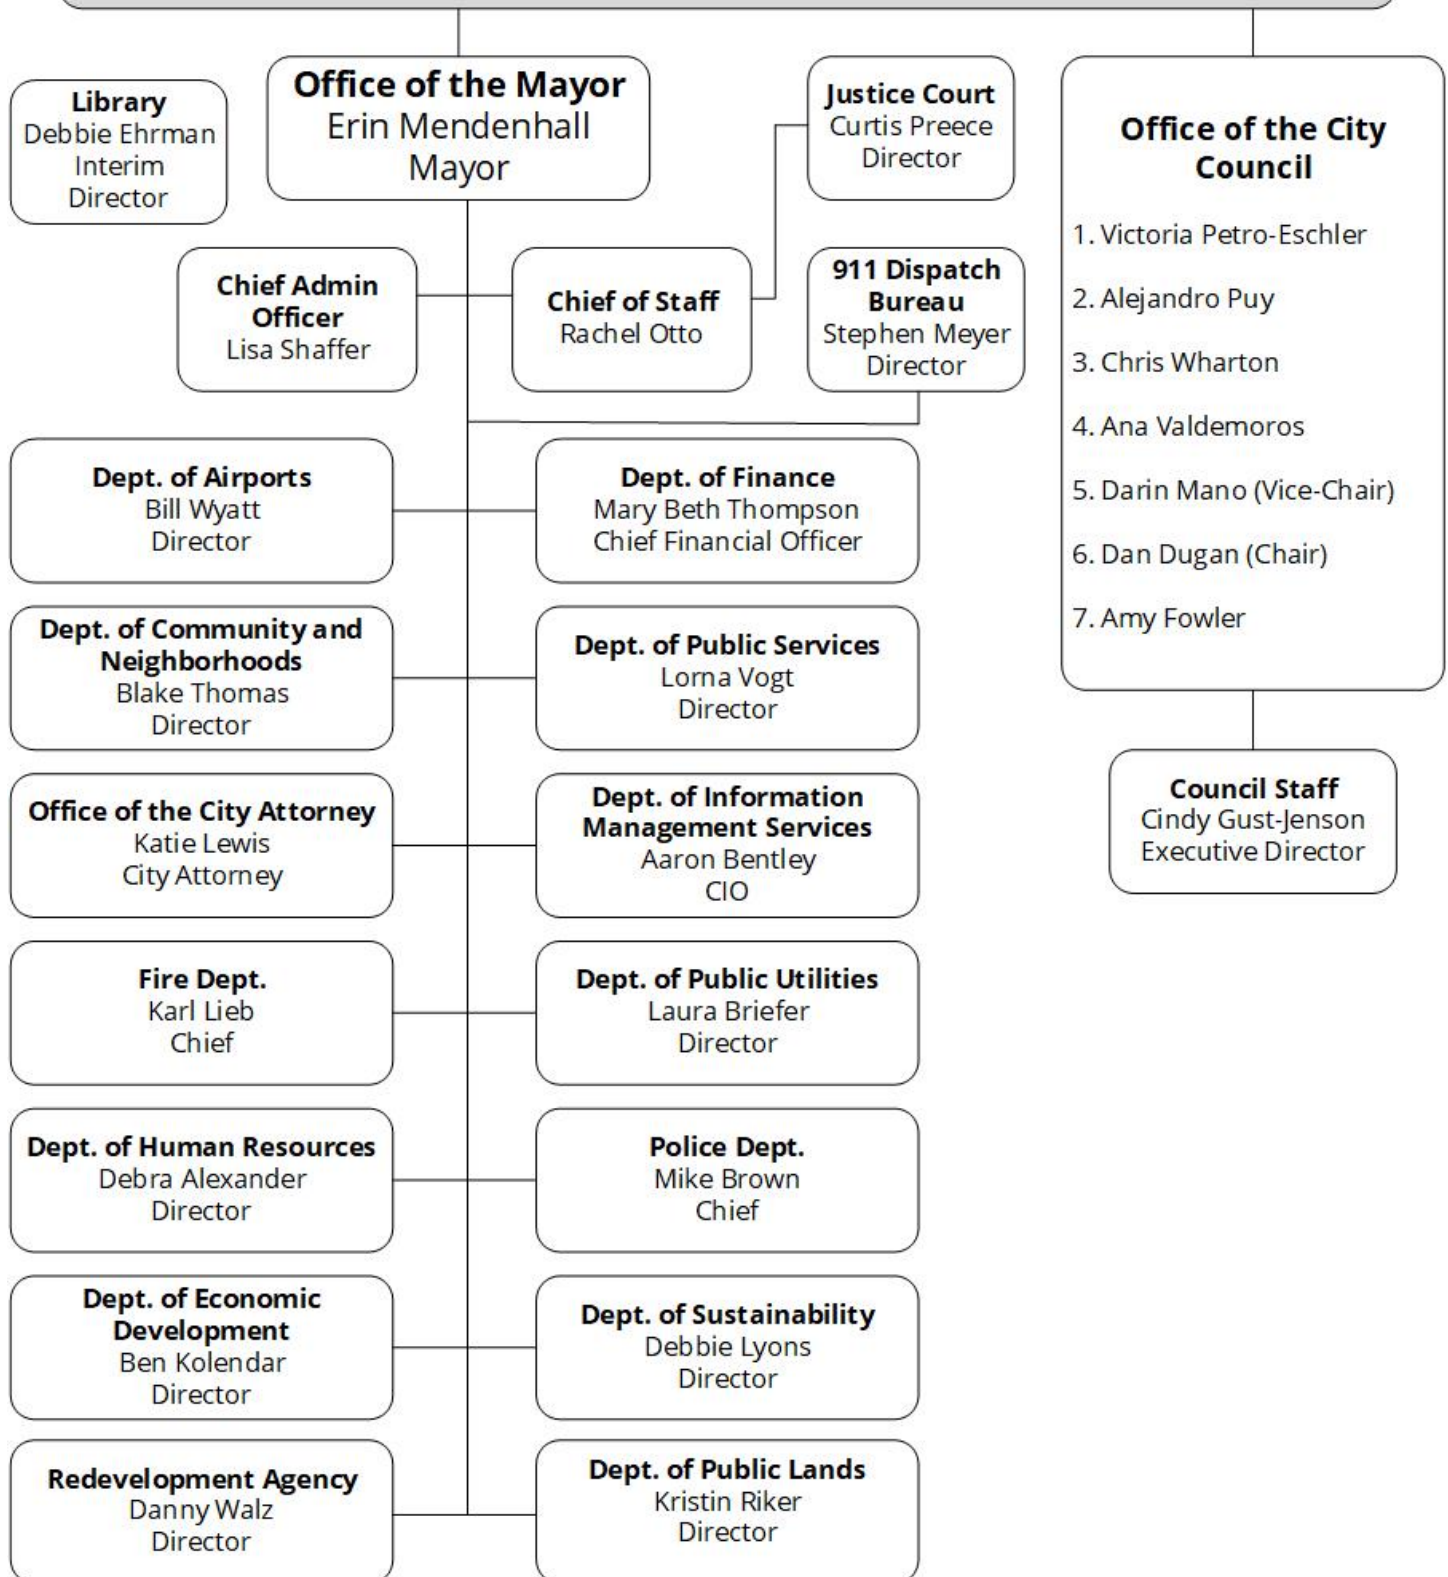 Library
Debbie Ehrman
Interim
Director
Office of the Mayor
Erin Mendenhall
Mayor
Justice Court
Curtis Preece
Director
Office of the City
Council
1. Victoria Petro-Eschler
2. Alejandro Puy
3. Chris Wharton
4. Ana Valdemoros
5. Darin Mano (Vice-Chair)
6. Dan Dugan (Chair)
7. Amy Fowler
Chief Admin
Officer
Lisa Shaffer
Chief of Staff
Rachel Otto
911 Dispatch
Bureau
Stephen Meyer
Director
Dept. of Airports
Bill Wyatt
Director
Dept. of Finance
Mary Beth Thompson
Chief Financial Officer
Dept. of Community and
Neighborhoods
Blake Thomas
Director
Dept. of Public Services
Lorna Vogt
Director
Council Staff
Cindy Gust-Jenson
Executive Director
Office of the City Attorney
Katie Lewis
City Attorney
Dept. of Information
Management Services
Aaron Bentley
CIO
Fire Dept.
Karl Lieb
Chief
Dept. of Public Utilities
Laura Briefer
Director
Dept. of Human Resources
Debra Alexander
Director
Police Dept.
Mike Brown
Chief
Dept. of Economic
Development
Ben Kolendar
Director
Dept. of Sustainability
Debbie Lyons
Director
Redevelopment Agency
Danny Walz
Director
Dept. of Public Lands
Kristin Riker
Director